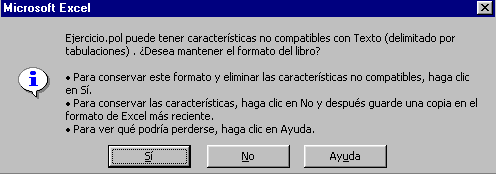 Microsoft Excel
Ejercicio.pol puede tener características no compatibles con Texto (delimitado por
tabulaciones) . ¿Desea mantener el formato del libro?
• Para conservar este formato y eliminar las características no compatibles, haga clic
en Sí.
• Para conservar las características, haga clic en No y después guarde una copia en el
formato de Excel más reciente.
• Para ver qué podría perderse, haga clic en Ayuda.
Sí No Ayuda